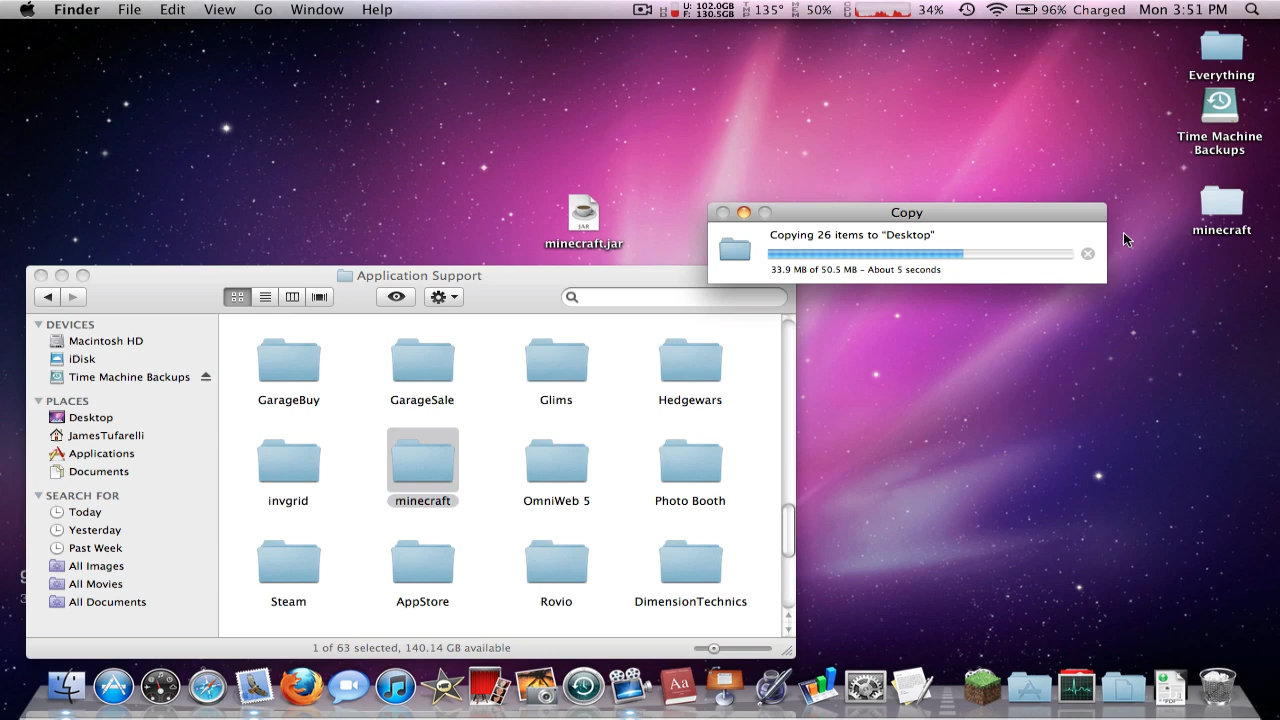 Finder File Edit View Go Window Help
U: 102.0GB
F: 130.5GB
135° 50% 34% 96% Charged Mon 3:51 PM
Everything
Time Machine
Backups
minecraft
JAR
minecraft.jar
Copy
Copying 26 items to "Desktop"
33.9 MB of 50.5 MB – About 5 seconds
Application Support
DEVICES
Macintosh HD
iDisk
Time Machine Backups
PLACES
Desktop
JamesTufarelli
Applications
Documents
SEARCH FOR
Today
Yesterday
Past Week
All Images
All Movies
All Documents
GarageBuy GarageSale Glims Hedgewars
invgrid minecraft OmniWeb 5 Photo Booth
Steam AppStore Rovio DimensionTechnics
1 of 63 selected, 140.14 GB available
Aa
PDF